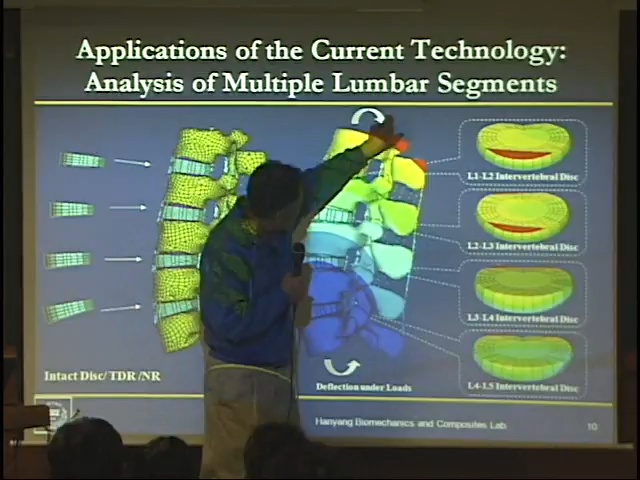 Applications of the Current Technology:
Analysis of Multiple Lumbar Segments
L1-L2 Intervertebral Disc
L2-L3 Intervertebral Disc
L3-L4 Intervertebral Disc
L4-L5 Intervertebral Disc
Intact Disc/ TDR /NR
Deflection under Loads
Hanyang Biomechanics and Composites Lab.
10